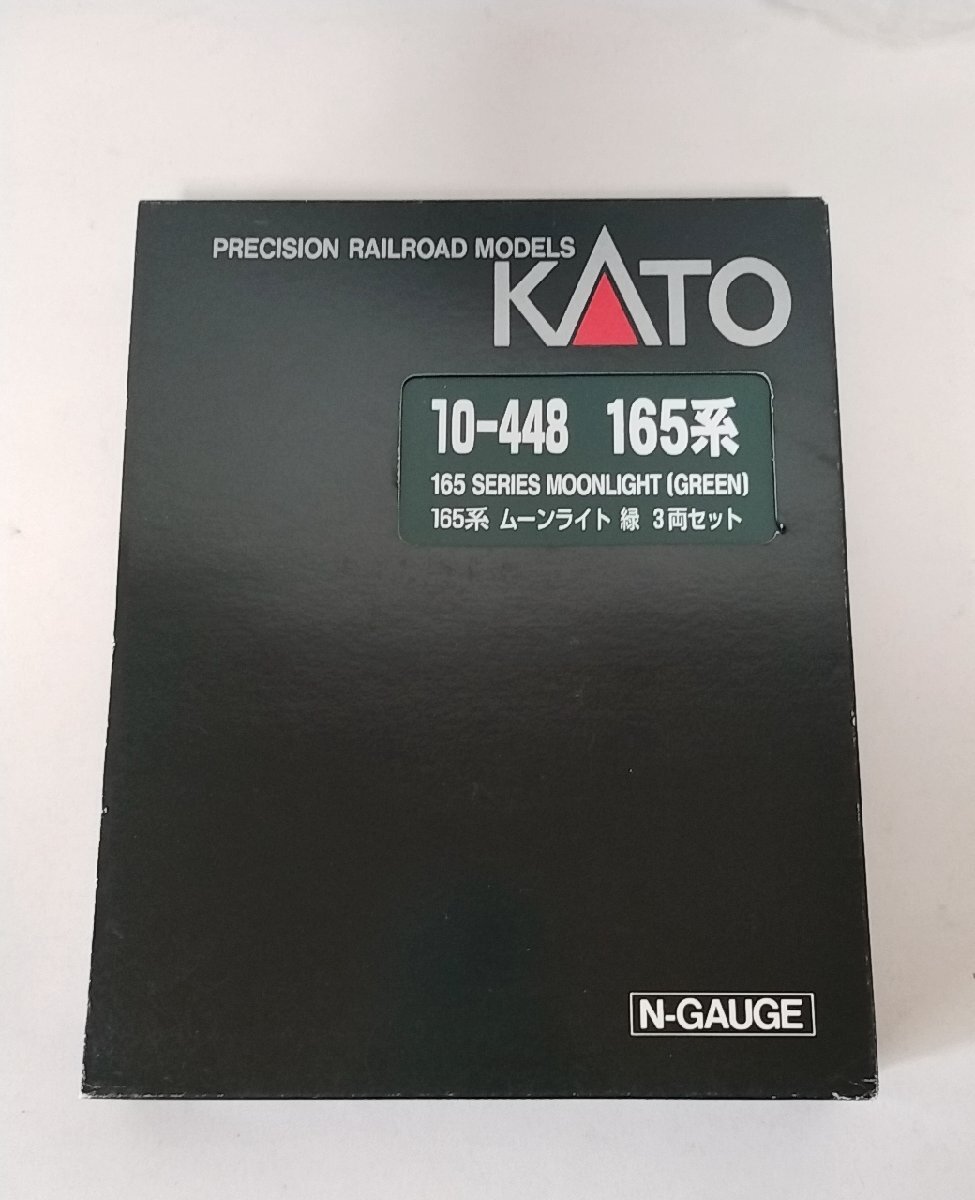 PRECISION RAILROAD MODELS
KATO
10-448 165系
165 SERIES MOONLIGHT (GREEN)
165系 ムーンライト 緑 3両セット
N-GAUGE